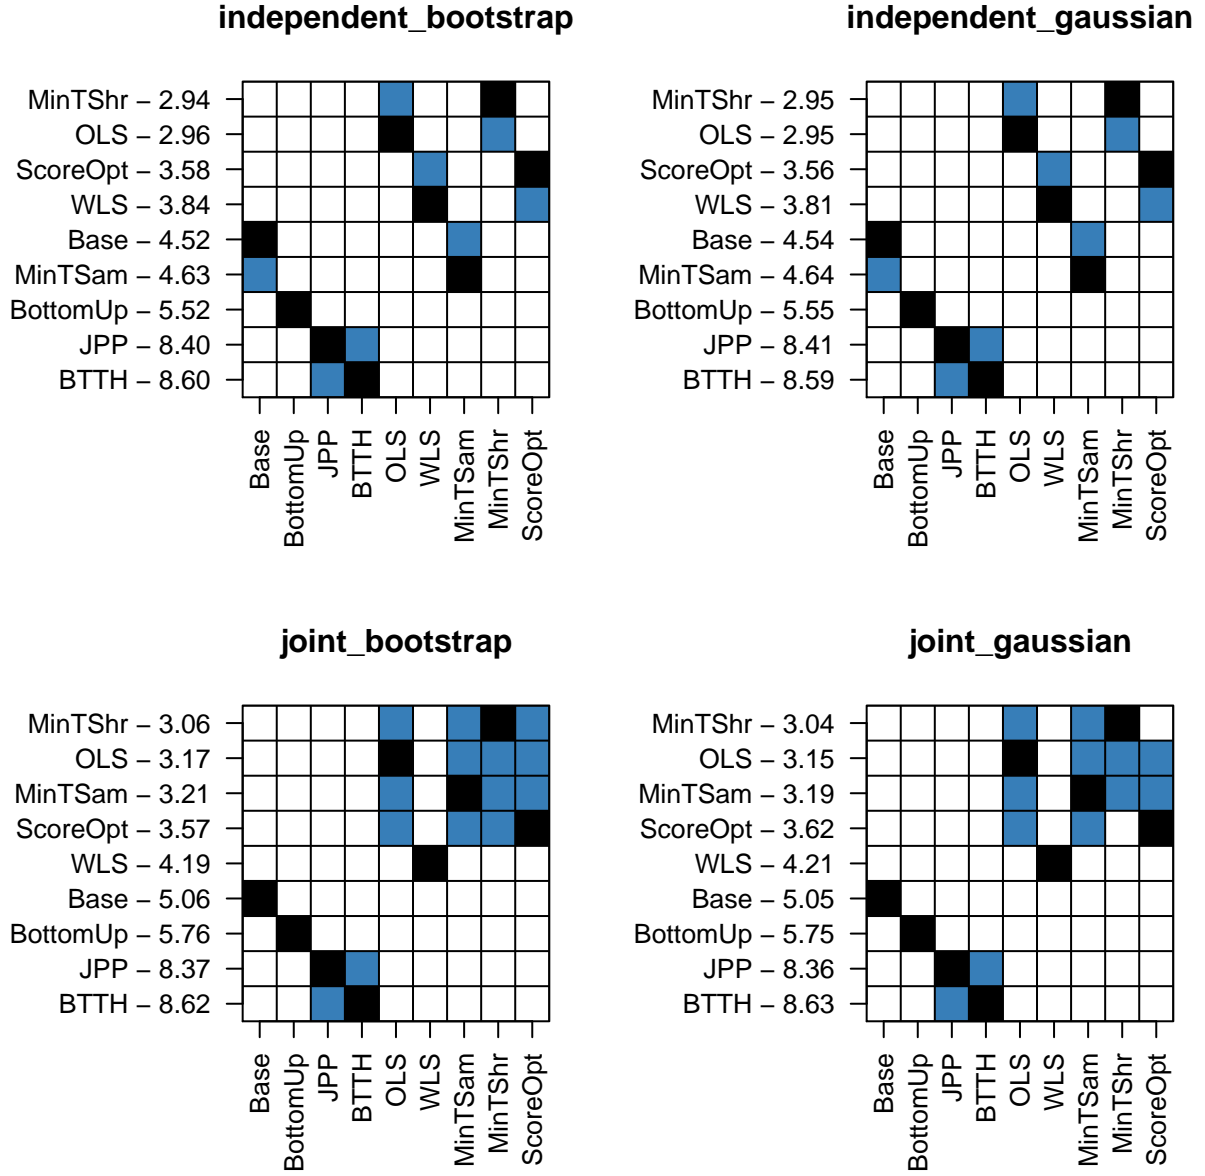 independent_bootstrap
MinTShr – 2.94
OLS – 2.96
ScoreOpt – 3.58
WLS – 3.84
Base – 4.52
MinTSam – 4.63
BottomUp – 5.52
JPP – 8.40
BTTH – 8.60
Base
BottomUp
JPP
BTTH
OLS
WLS
MinTSam
MinTShr
ScoreOpt
independent_gaussian
MinTShr – 2.95
OLS – 2.95
ScoreOpt – 3.56
WLS – 3.81
Base – 4.54
MinTSam – 4.64
BottomUp – 5.55
JPP – 8.41
BTTH – 8.59
Base
BottomUp
JPP
BTTH
OLS
WLS
MinTSam
MinTShr
ScoreOpt
joint_bootstrap
MinTShr – 3.06
OLS – 3.17
MinTSam – 3.21
ScoreOpt – 3.57
WLS – 4.19
Base – 5.06
BottomUp – 5.76
JPP – 8.37
BTTH – 8.62
Base
BottomUp
JPP
BTTH
OLS
WLS
MinTSam
MinTShr
ScoreOpt
joint_gaussian
MinTShr – 3.04
OLS – 3.15
MinTSam – 3.19
ScoreOpt – 3.62
WLS – 4.21
Base – 5.05
BottomUp – 5.75
JPP – 8.36
BTTH – 8.63
Base
BottomUp
JPP
BTTH
OLS
WLS
MinTSam
MinTShr
ScoreOpt